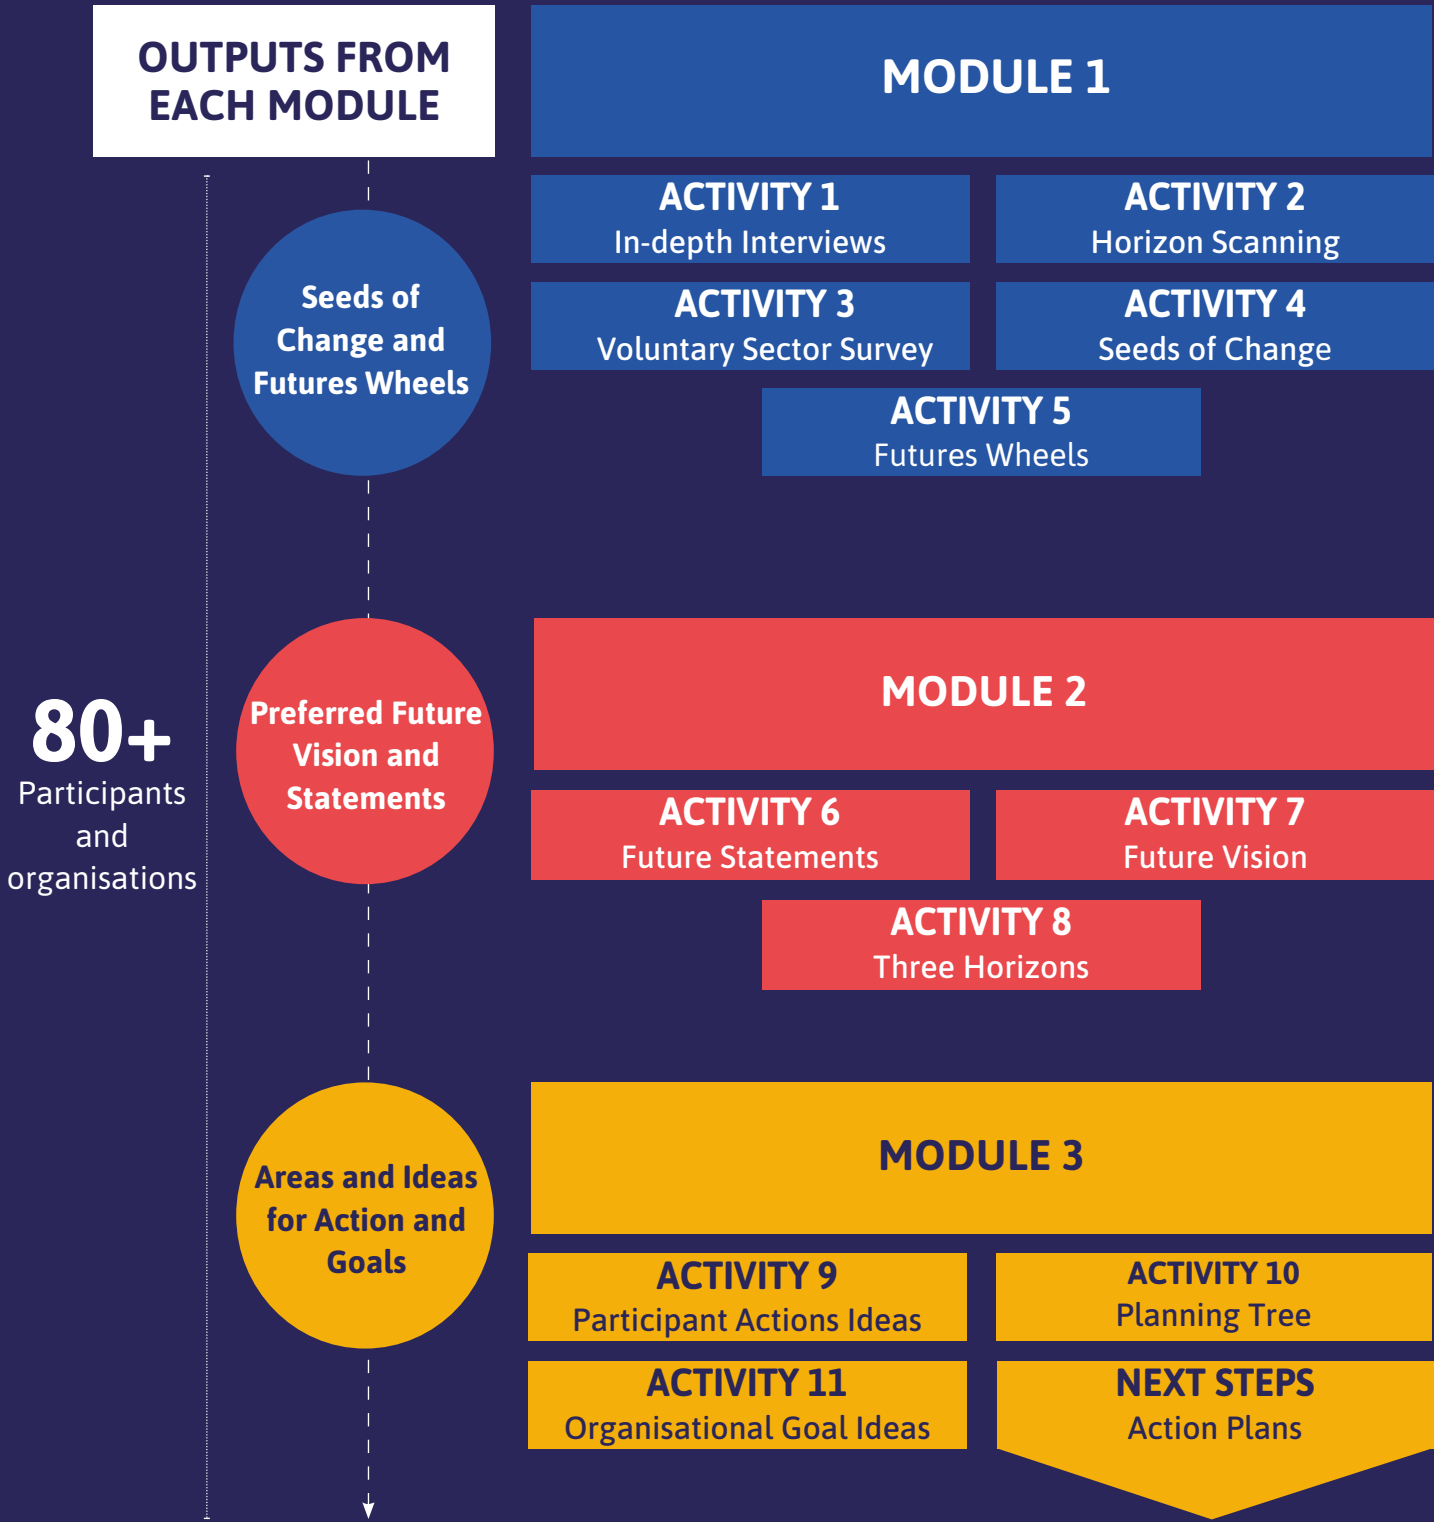 OUTPUTS FROM
EACH MODULE
MODULE 1
ACTIVITY 1
In-depth Interviews
ACTIVITY 2
Horizon Scanning
Seeds of
Change and
Futures Wheels
ACTIVITY 3
Voluntary Sector Survey
ACTIVITY 4
Seeds of Change
ACTIVITY 5
Futures Wheels
80+
Participants
and
organisations
Preferred Future
Vision and
Statements
MODULE 2
ACTIVITY 6
Future Statements
ACTIVITY 7
Future Vision
ACTIVITY 8
Three Horizons
Areas and Ideas
for Action and
Goals
MODULE 3
ACTIVITY 9
Participant Actions Ideas
ACTIVITY 10
Planning Tree
ACTIVITY 11
Organisational Goal Ideas
NEXT STEPS
Action Plans